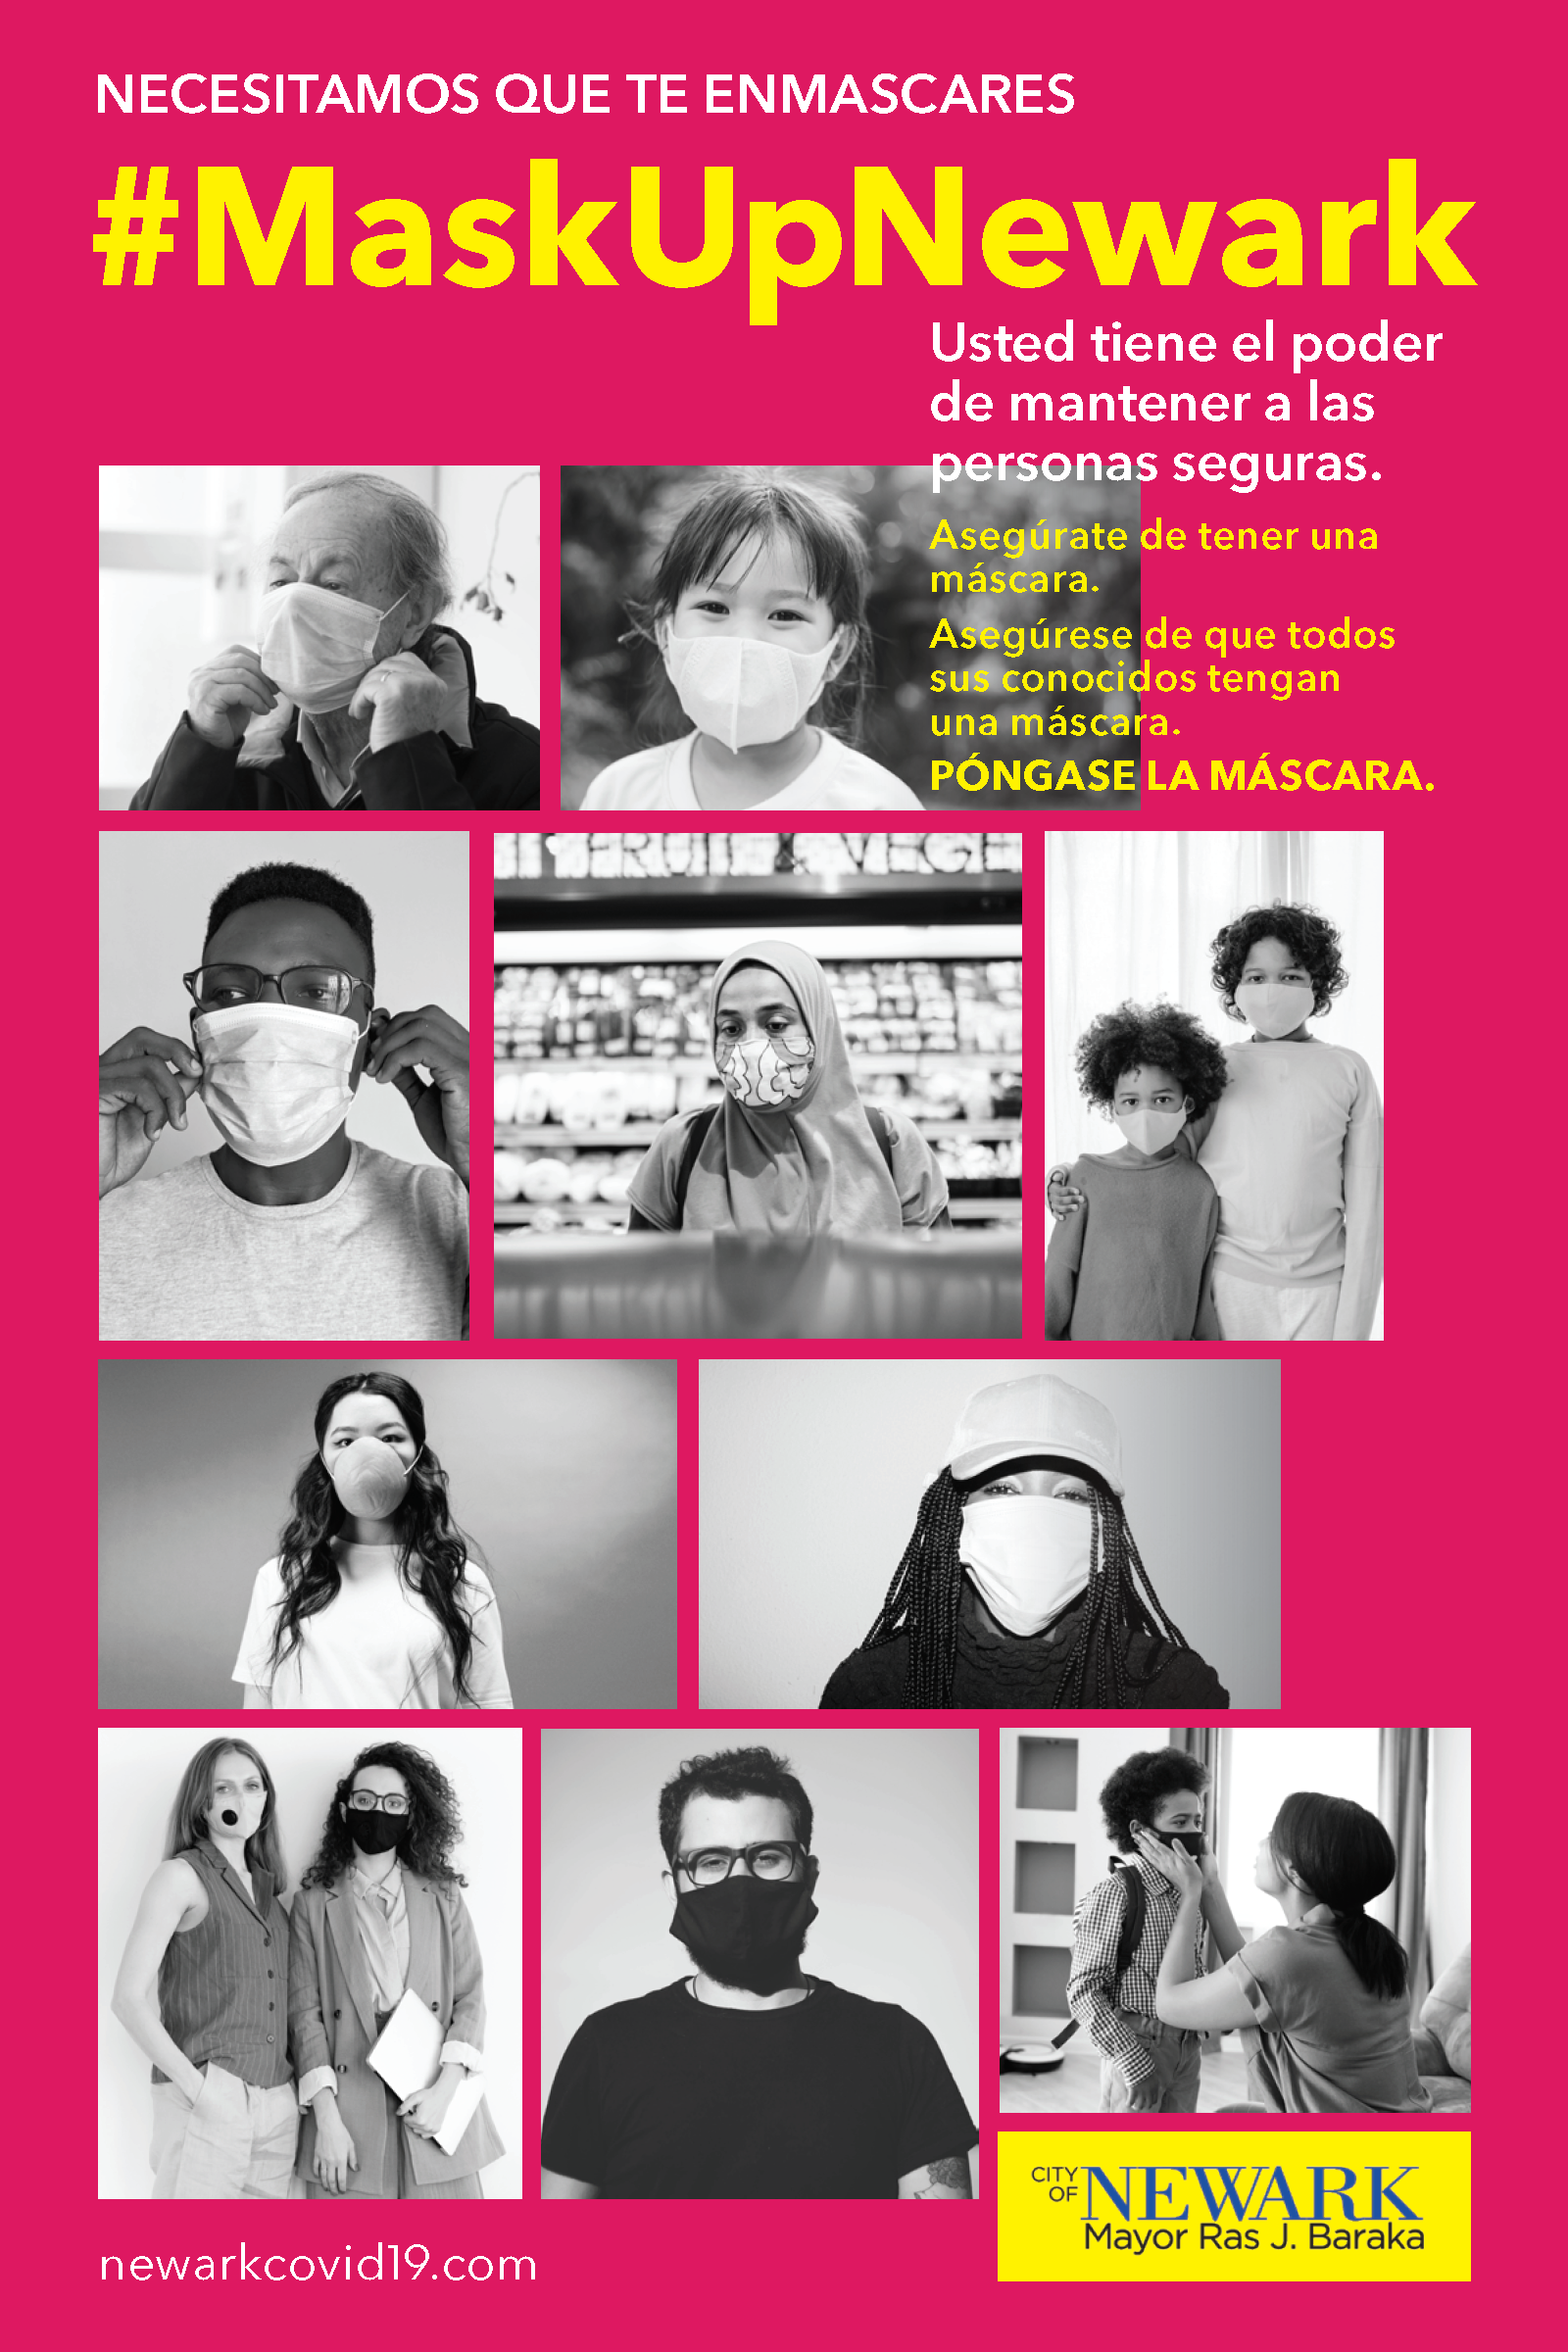 NECESITAMOS QUE TE ENMASCARES
#MaskUpNewark
Usted tiene el poder
de mantener a las
personas seguras.
Asegúrate de tener una
máscara.
Asegúrese de que todos
sus conocidos tengan
una máscara.
PÓNGASE LA MÁSCARA.
CITY
OF
NEWARK
Mayor Ras J. Baraka
newarkcovid19.com